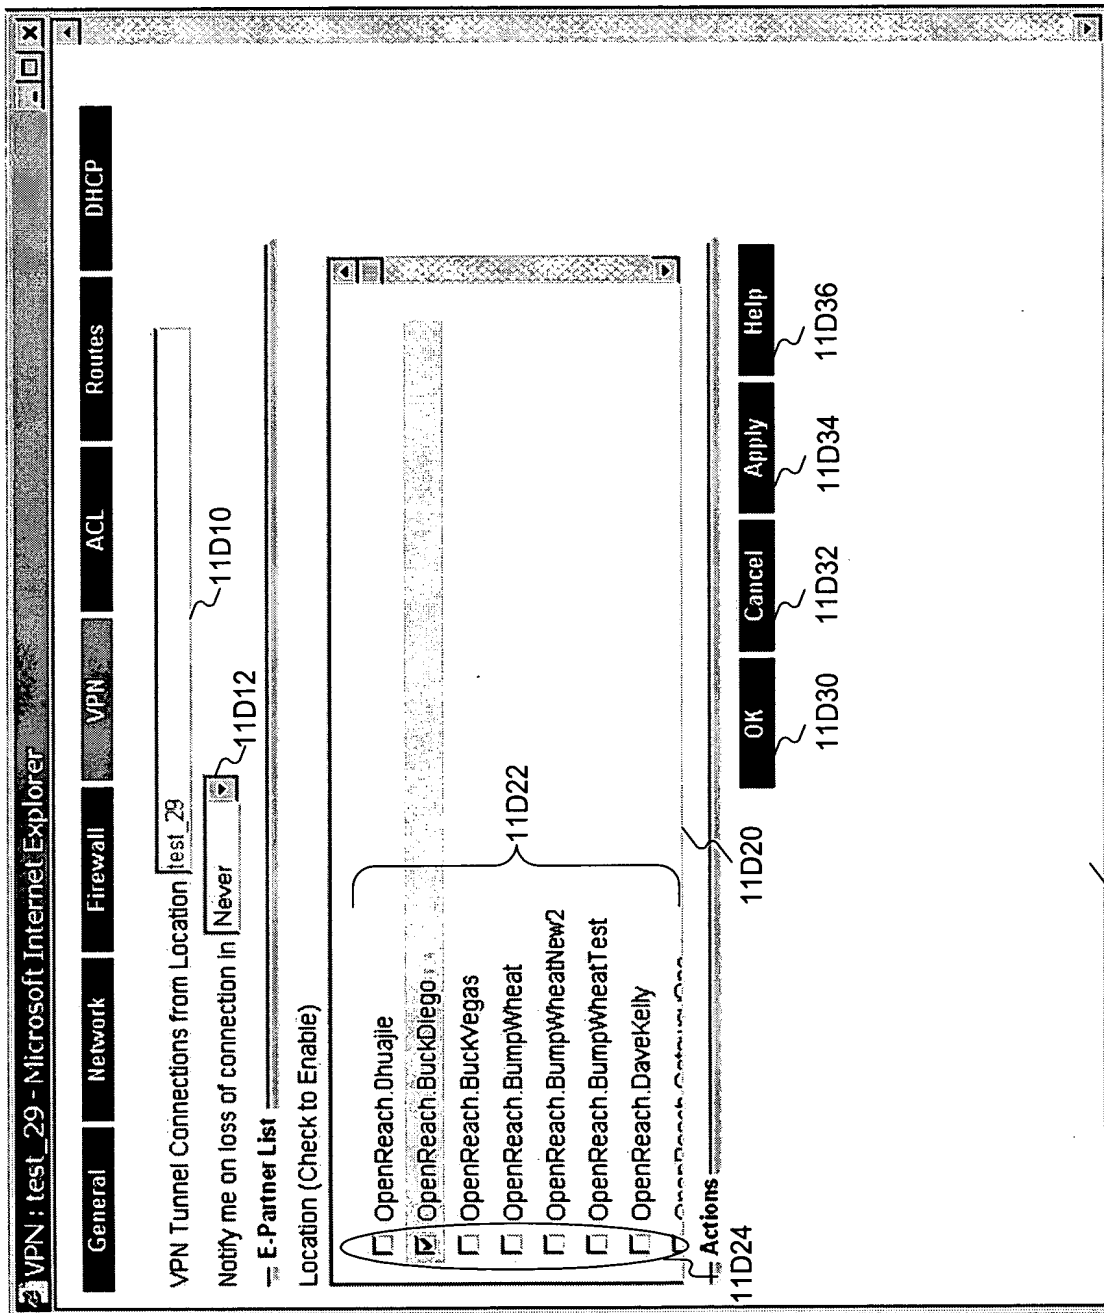 VPN : test_29 - Microsoft Internet Explorer
General Network Firewall VPN ACL Routes DHCP
VPN Tunnel Connections from Location test_29
11D10
Notify me on loss of connection in Never
11D12
E-Partner List
Location (Check to Enable)
OpenReach.0huajie
OpenReach.BuckDiego
OpenReach.BuckVegas
OpenReach.BumpWheat
11D22
OpenReach.BumpWheatNew2
OpenReach.BumpWheatTest
OpenReach.DaveKelly
Actions
11D24
11D20
OK Cancel Apply Help
11D30 11D32 11D34 11D36